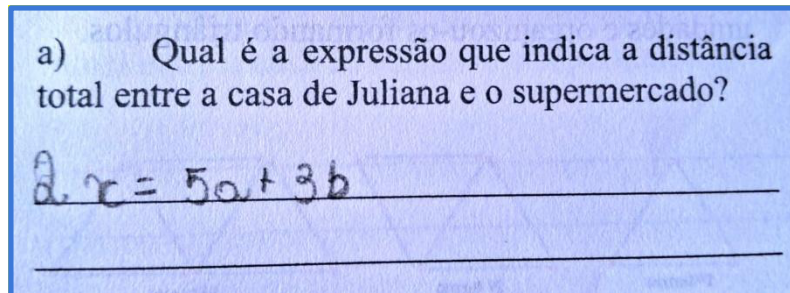 a) Qual é a expressão que indica a distância
total entre a casa de Juliana e o supermercado?
x = 5a + 3b